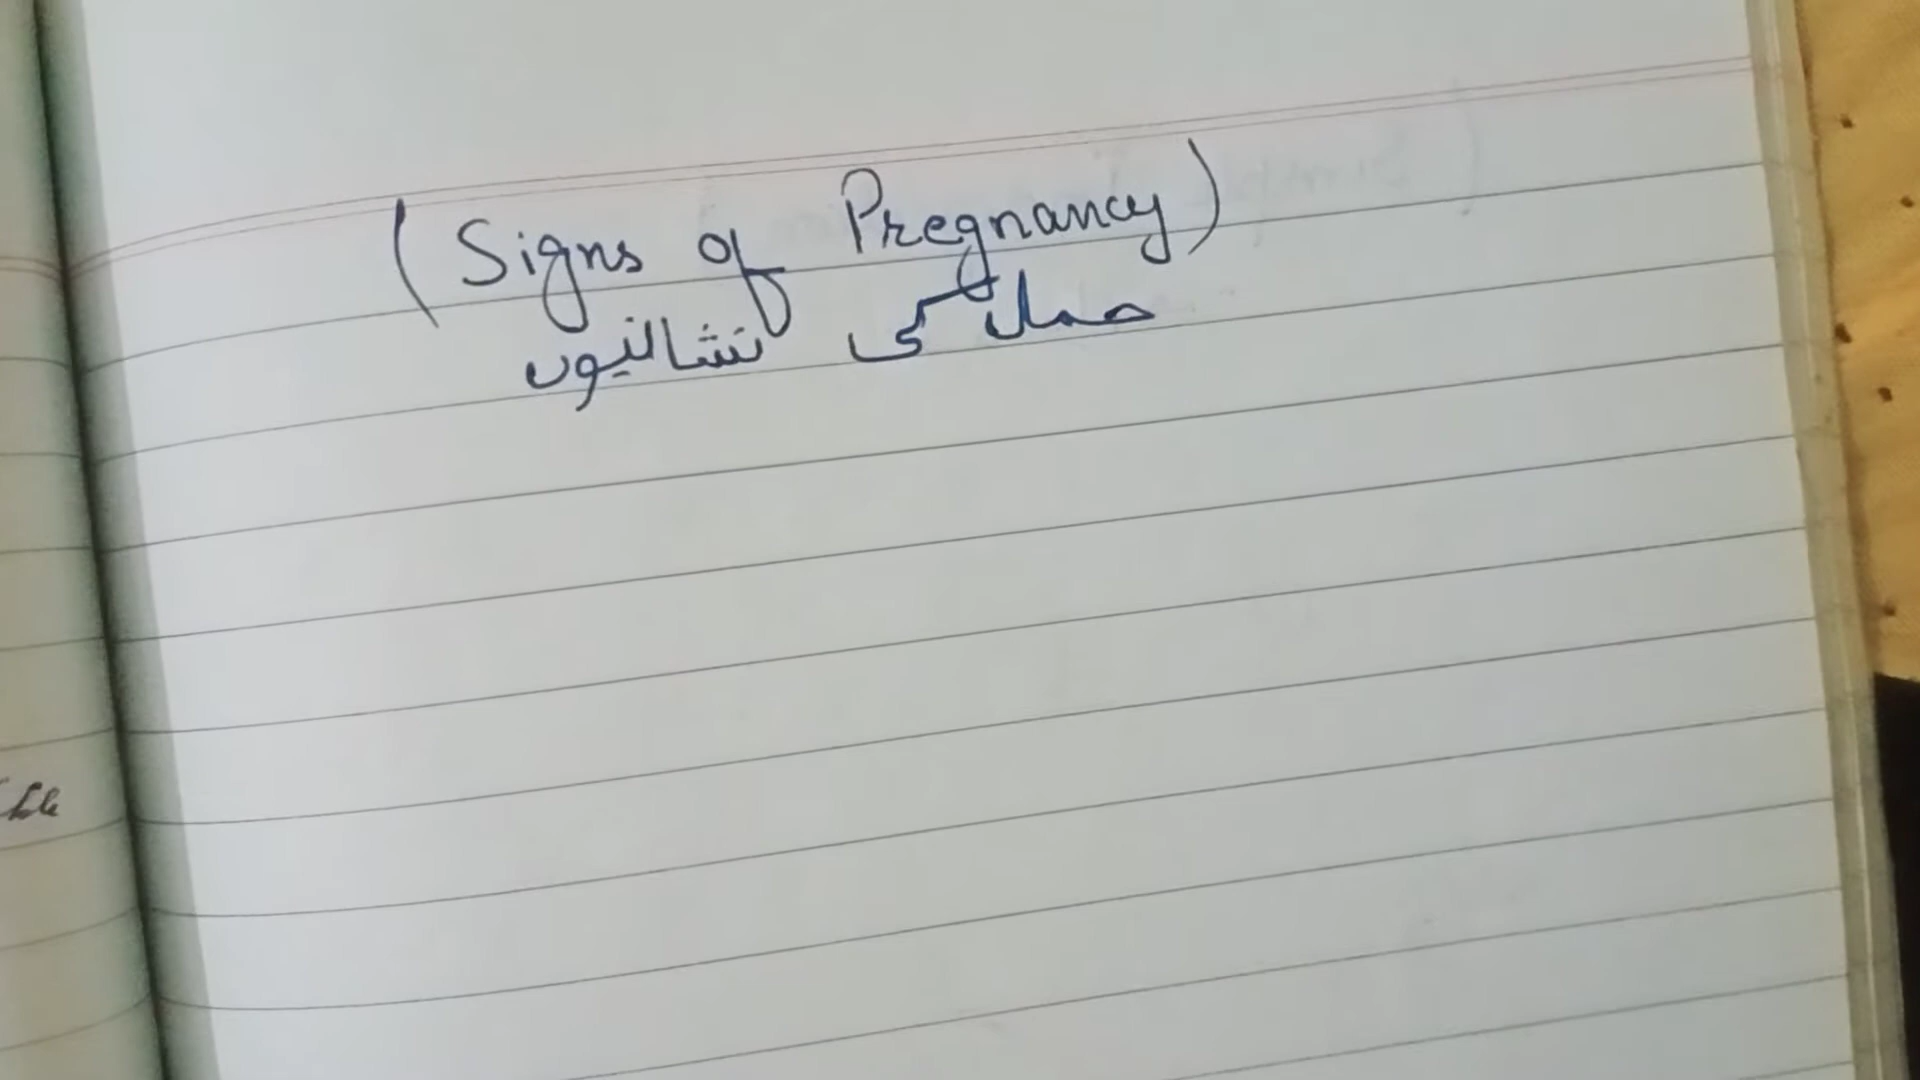 (Signs of Pregnancy)
حمل کی نشانیوں